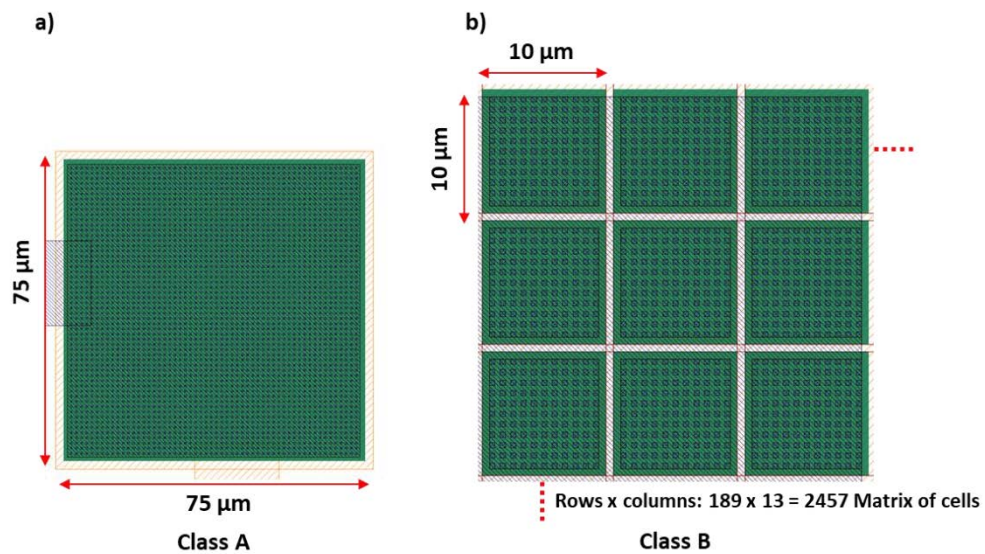 a)
75 µm
75 µm
Class A
b)
10 µm
10 µm
Rows x columns: 189 x 13 = 2457 Matrix of cells
Class B